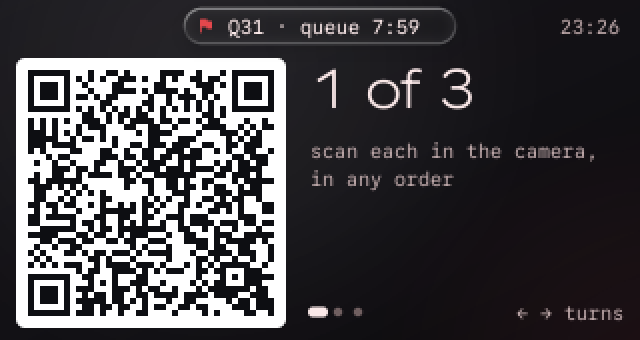 Q31 · queue 7:59
23:26
1 of 3
scan each in the camera,
in any order
← → turns